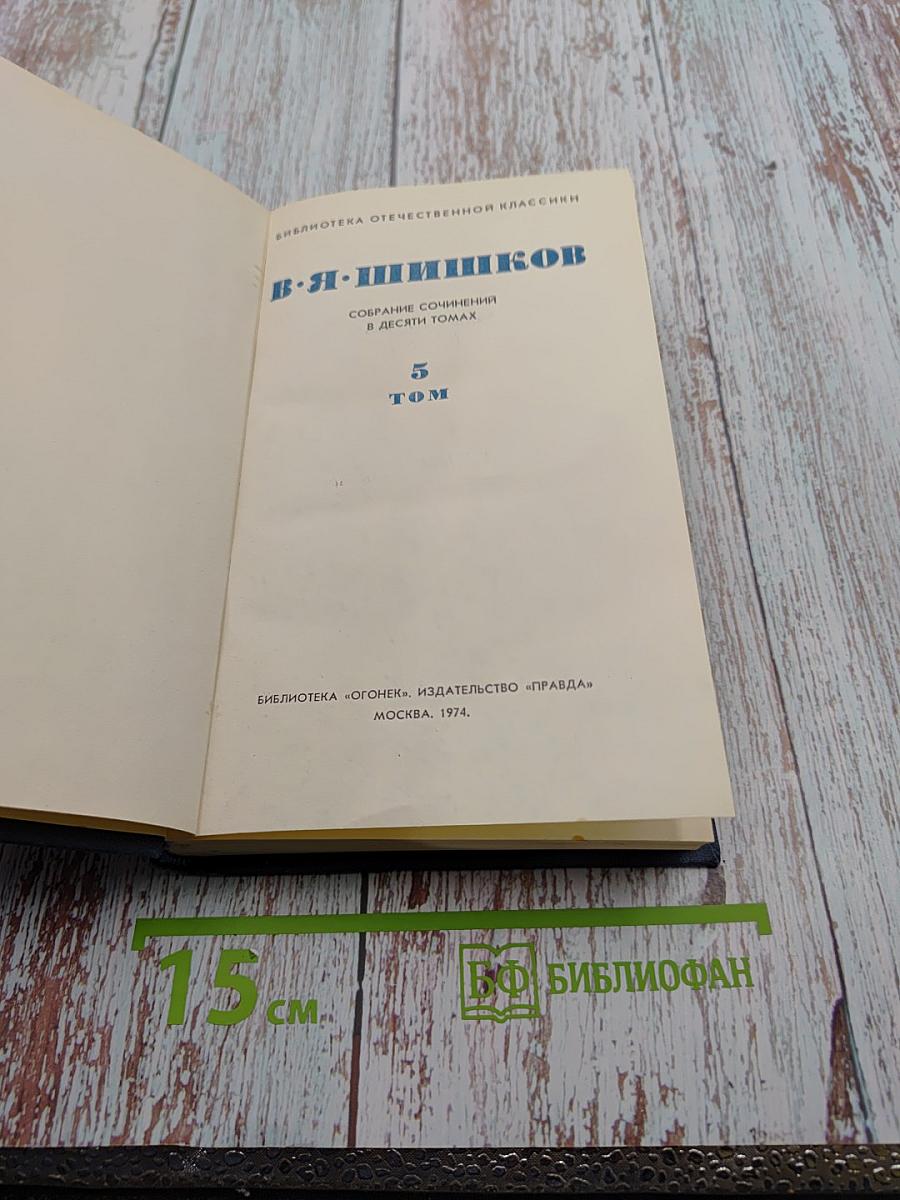 БИБЛИОТЕКА ОТЕЧЕСТВЕННОЙ КЛАССИКИ
В·Я·ШИШКОВ
СОБРАНИЕ СОЧИНЕНИЙ
В ДЕСЯТИ ТОМАХ
5
ТОМ
БИБЛИОТЕКА «ОГОНЕК». ИЗДАТЕЛЬСТВО «ПРАВДА»
МОСКВА. 1974.
15 см
БФ БИБЛИОФАН